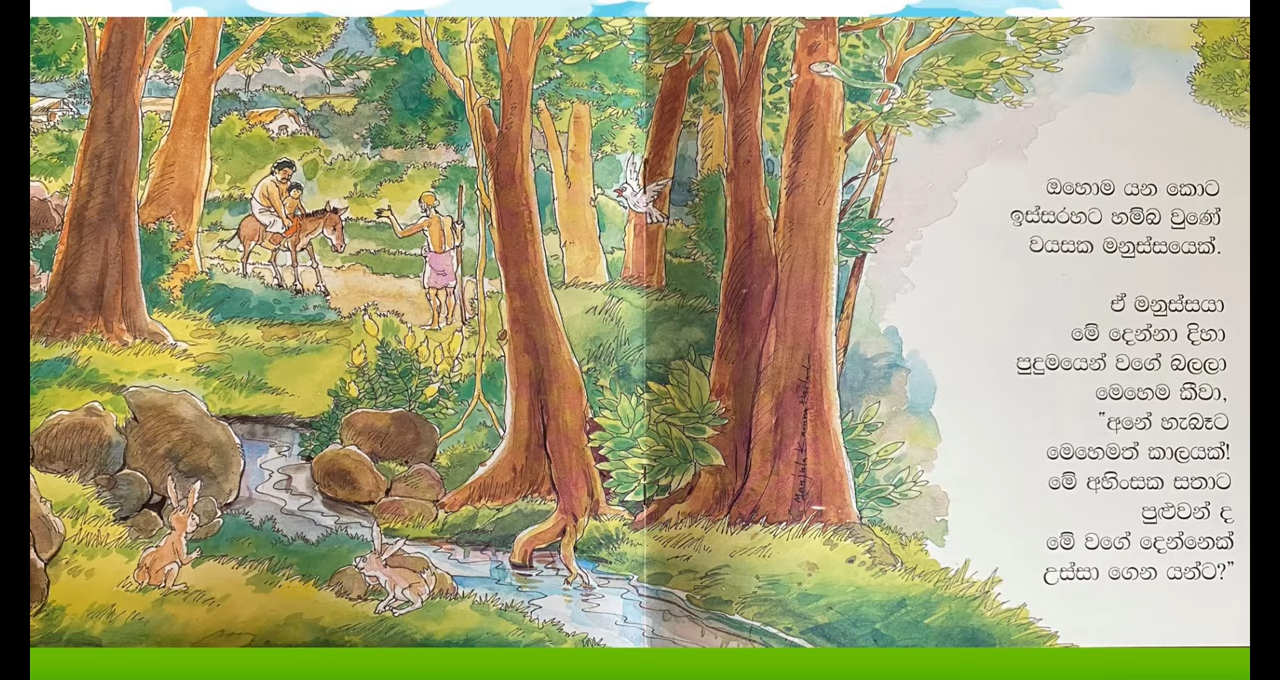 ඔහොම යන කොට
ඉස්සරහට හම්බ වුණේ
වයසක මනුස්සයෙක්.
ඒ මනුස්සයා
මේ දෙන්නා දිහා
පුදුමයෙන් වගේ බලලා
මෙහෙම කීවා,
"අනේ හැබෑට
මෙහෙමත් කාලයක්!
මේ අහිංසක සතාට
පුළුවන් ද
මේ වගේ දෙන්නෙක්
උස්සා ගෙන යන්ට?"